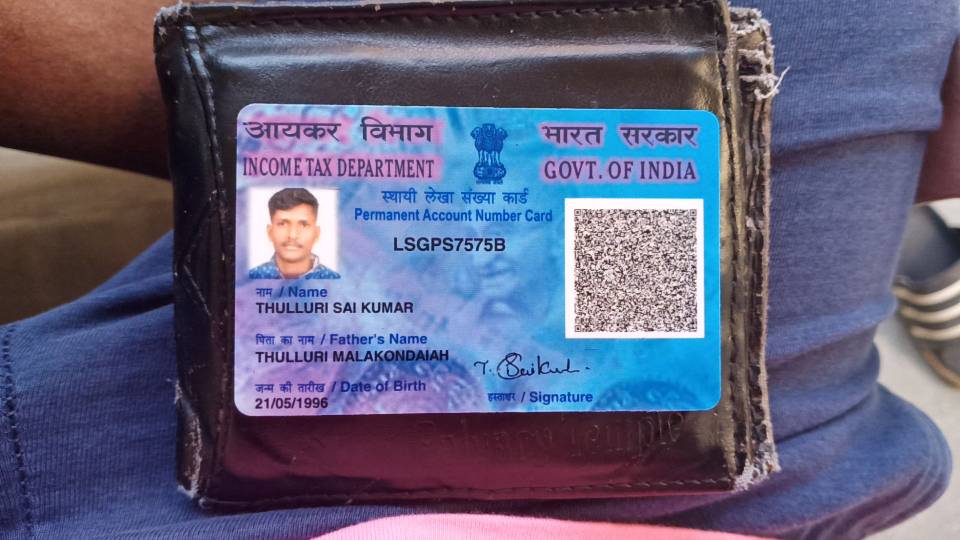 आयकर विभाग
INCOME TAX DEPARTMENT
भारत सरकार
GOVT. OF INDIA
स्थायी लेखा संख्या कार्ड
Permanent Account Number Card
LSGPS7575B
नाम / Name
THULLURI SAI KUMAR
पिता का नाम / Father's Name
THULLURI MALAKONDAIAH
जन्म की तारीख / Date of Birth
21/05/1996
T. Saikum
हस्ताक्षर / Signature